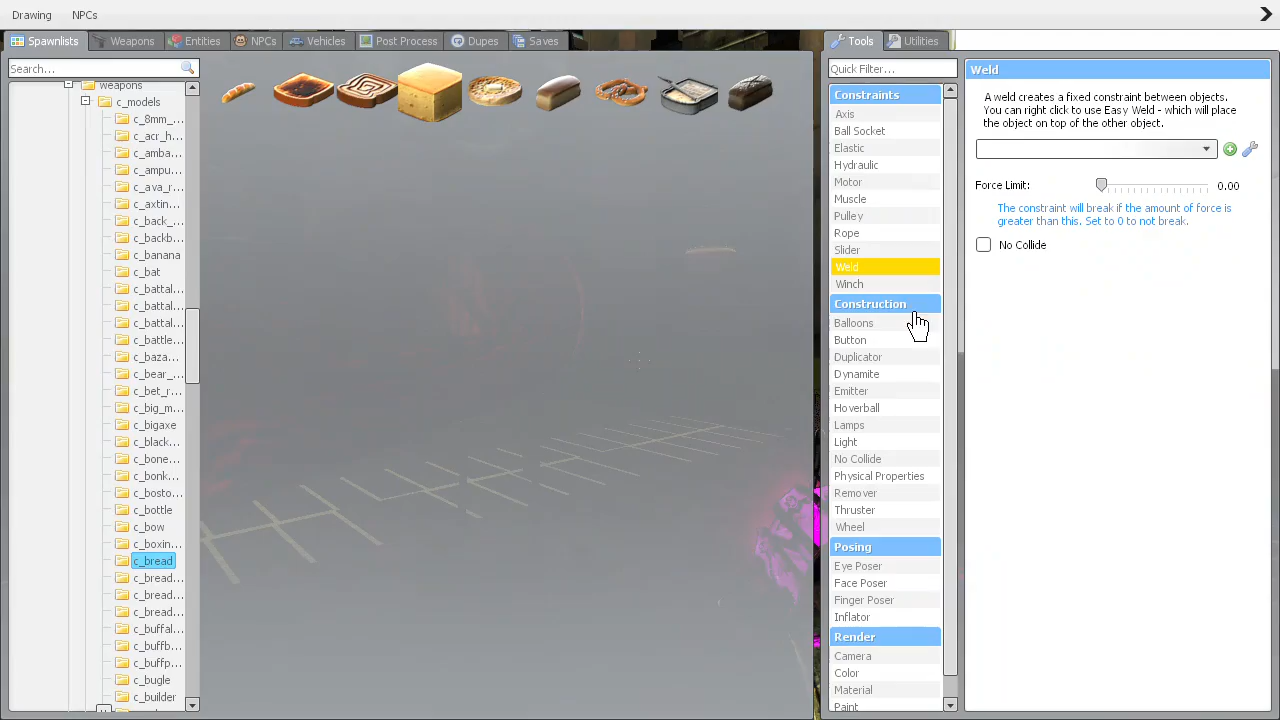 Drawing
NPCs
Spawnlists
Weapons
Entities
NPCs
Vehicles
Post Process
Dupes
Saves
Search...
weapons
c_models
c_8mm_...
c_acr_h...
c_amba...
c_ampu...
c_ava_r...
c_axtin...
c_back_...
c_backb...
c_banana
c_bat
c_battal...
c_battal...
c_battal...
c_battle...
c_baza...
c_bear_...
c_bet_r...
c_big_m...
c_bigaxe
c_black...
c_bone...
c_bonk...
c_bosto...
c_bottle
c_bow
c_boxin...
c_bread
c_bread...
c_bread...
c_bread...
c_buffal...
c_buffb...
c_buffp...
c_bugle
c_builder
Tools
Utilities
Quick Filter...
Constraints
Axis
Ball Socket
Elastic
Hydraulic
Motor
Muscle
Pulley
Rope
Slider
Weld
Winch
Construction
Balloons
Button
Duplicator
Dynamite
Emitter
Hoverball
Lamps
Light
No Collide
Physical Properties
Remover
Thruster
Wheel
Posing
Eye Poser
Face Poser
Finger Poser
Inflator
Render
Camera
Color
Material
Paint
Weld
A weld creates a fixed constraint between objects.
You can right click to use Easy Weld - which will place
the object on top of the other object.
Force Limit:
0.00
The constraint will break if the amount of force is
greater than this. Set to 0 to not break.
No Collide